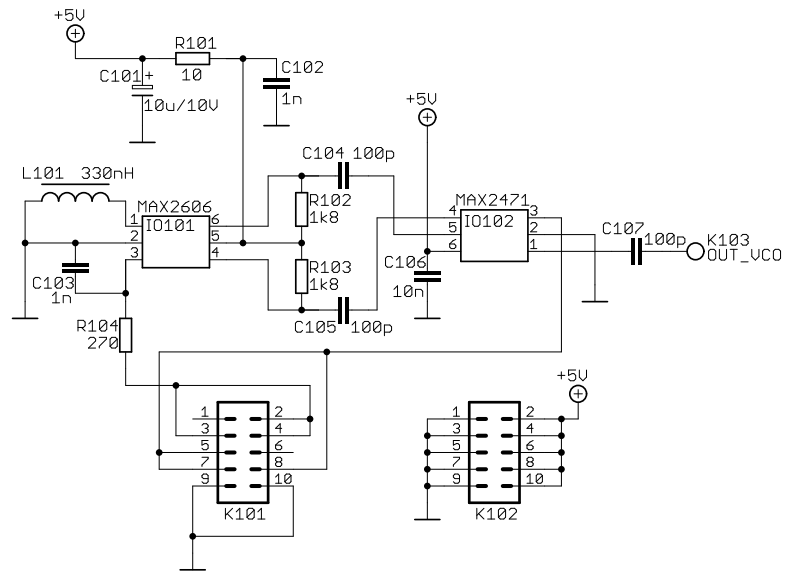 +5V
R101
10
C101 +
10u/10V
C102
1n
+5V
C104 100p
L101 330nH
MAX2606
IO101
1
2
3
6
5
4
R102
1k8
R103
1k8
C105 100p
C103
1n
R104
270
MAX2471
IO102
4
5
6
3
2
1
C106
10n
C107
100p
K103
OUT_VCO
+5V
1
3
5
7
9
2
4
6
8
10
K101
1
3
5
7
9
2
4
6
8
10
K102